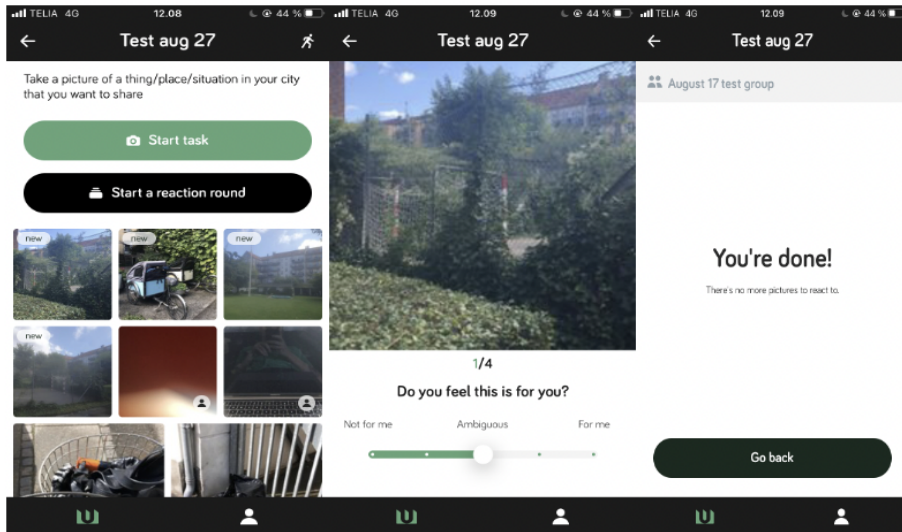 TELIA 4G 12.08 44 %
Test aug 27
Take a picture of a thing/place/situation in your city
that you want to share
Start task
Start a reaction round
new new new
new
TELIA 4G 12.09 44 %
Test aug 27
1/4
Do you feel this is for you?
Not for me Ambiguous For me
TELIA 4G 12.09 44 %
Test aug 27
August 17 test group
You're done!
There's no more pictures to react to.
Go back